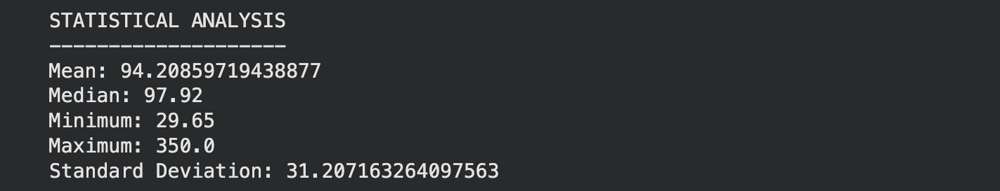 STATISTICAL ANALYSIS
--------------------
Mean: 94.20859719438877
Median: 97.92
Minimum: 29.65
Maximum: 350.0
Standard Deviation: 31.207163264097563